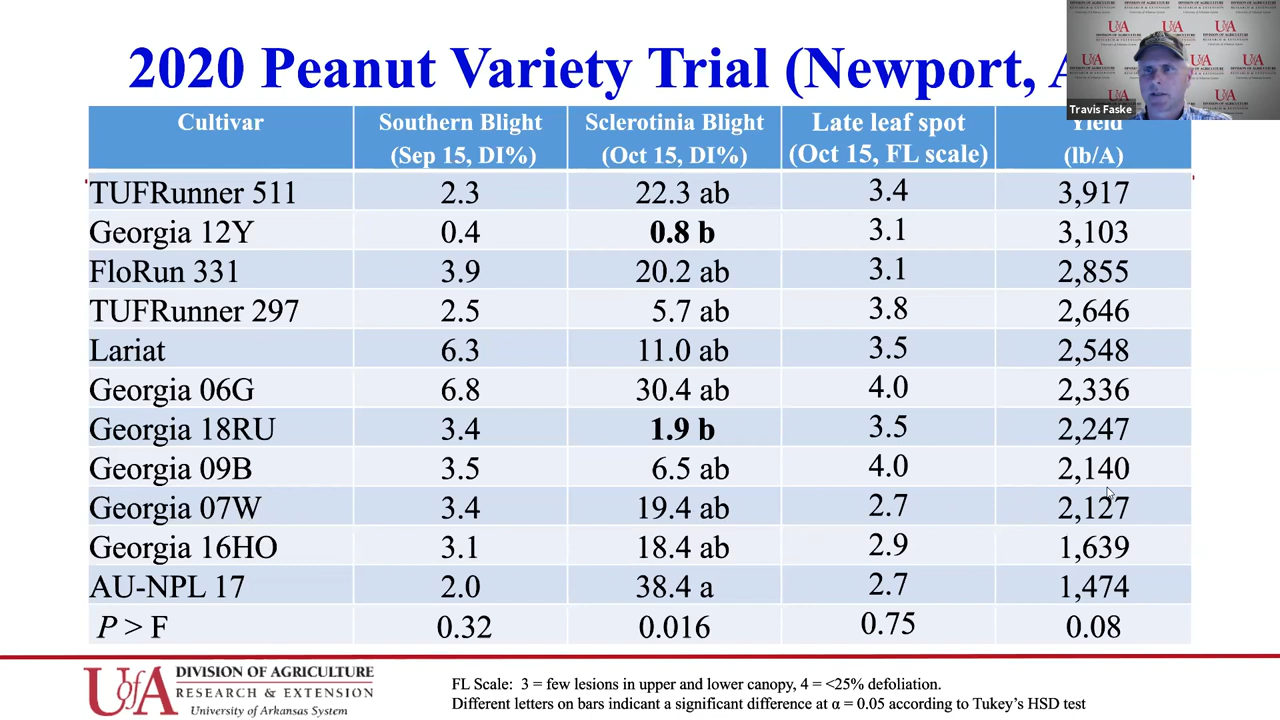 2020 Peanut Variety Trial (Newport, A
Travis Faske
Cultivar Southern Blight (Sep 15, DI%) Sclerotinia Blight (Oct 15, DI%) Late leaf spot (Oct 15, FL scale) Yield (lb/A)
TUFRunner 511 2.3 22.3 ab 3.4 3,917
Georgia 12Y 0.4 0.8 b 3.1 3,103
FloRun 331 3.9 20.2 ab 3.1 2,855
TUFRunner 297 2.5 5.7 ab 3.8 2,646
Lariat 6.3 11.0 ab 3.5 2,548
Georgia 06G 6.8 30.4 ab 4.0 2,336
Georgia 18RU 3.4 1.9 b 3.5 2,247
Georgia 09B 3.5 6.5 ab 4.0 2,140
Georgia 07W 3.4 19.4 ab 2.7 2,127
Georgia 16HO 3.1 18.4 ab 2.9 1,639
AU-NPL 17 2.0 38.4 a 2.7 1,474
P > F 0.32 0.016 0.75 0.08
UofA DIVISION OF AGRICULTURE
RESEARCH & EXTENSION
University of Arkansas System
FL Scale: 3 = few lesions in upper and lower canopy, 4 = <25% defoliation.
Different letters on bars indicant a significant difference at α = 0.05 according to Tukey's HSD test